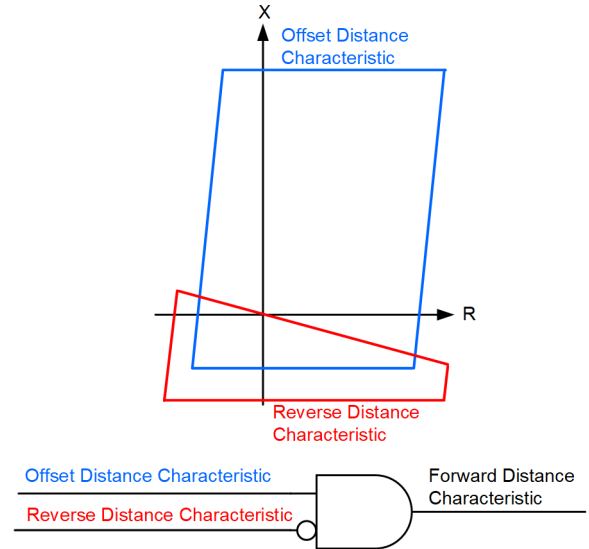 X
Offset Distance
Characteristic
R
Reverse Distance
Characteristic
Offset Distance Characteristic
Reverse Distance Characteristic
Forward Distance
Characteristic